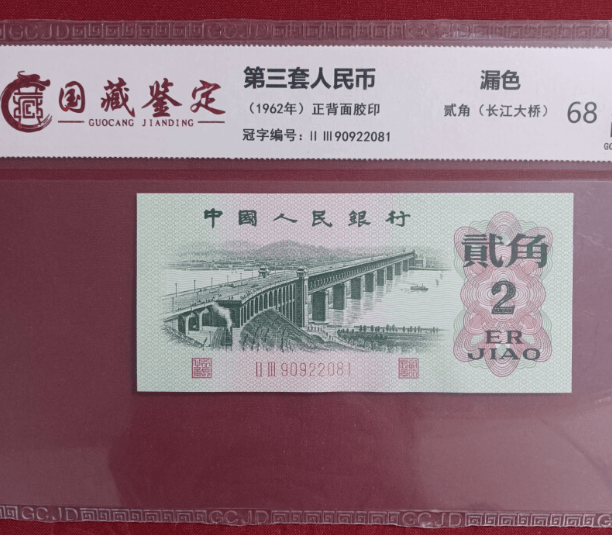 国藏鉴定
GUOCANG JIANDING
第三套人民币
(1962年) 正背面胶印
冠字编号: II III 90922081
漏色
贰角 (长江大桥)
68
中國人民銀行
貳角
2
ER
JIAO
II III 90922081
GCJD